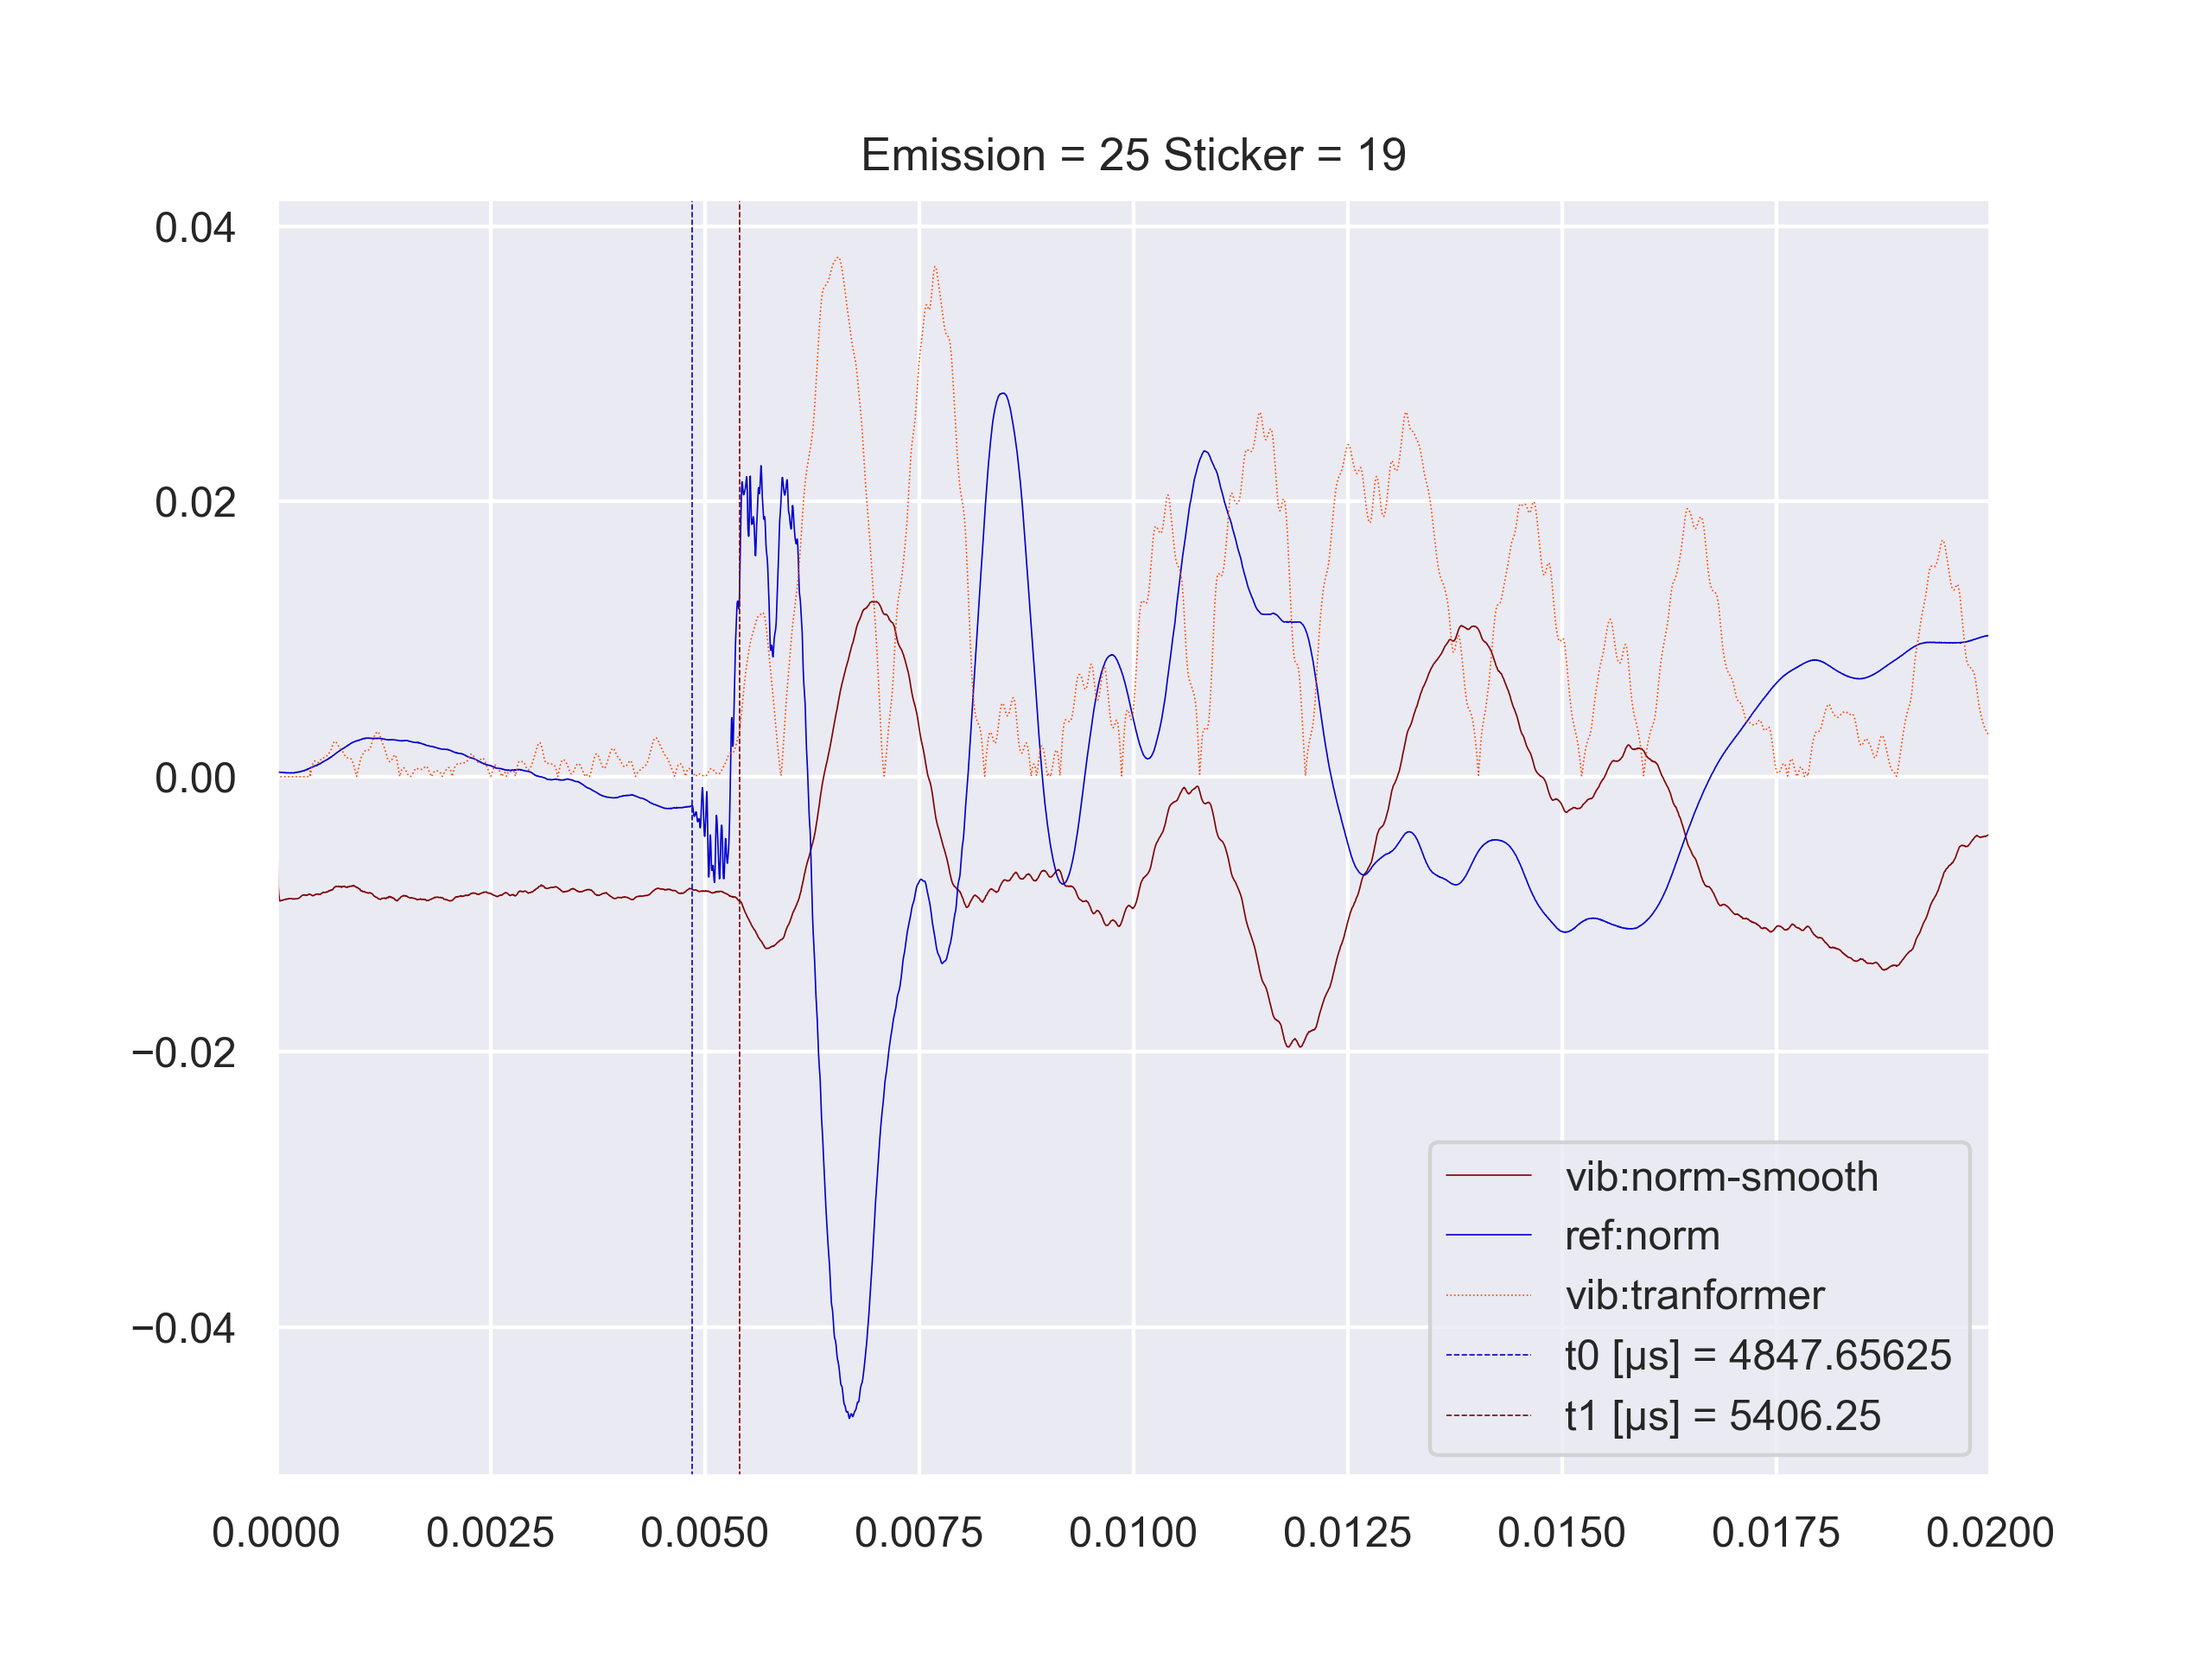 Emission = 25 Sticker = 19
0.04
0.02
0.00
−0.02
−0.04
vib:norm-smooth
ref:norm
vib:tranformer
t0 [µs] = 4847.65625
t1 [µs] = 5406.25
0.0000 0.0025 0.0050 0.0075 0.0100 0.0125 0.0150 0.0175 0.0200